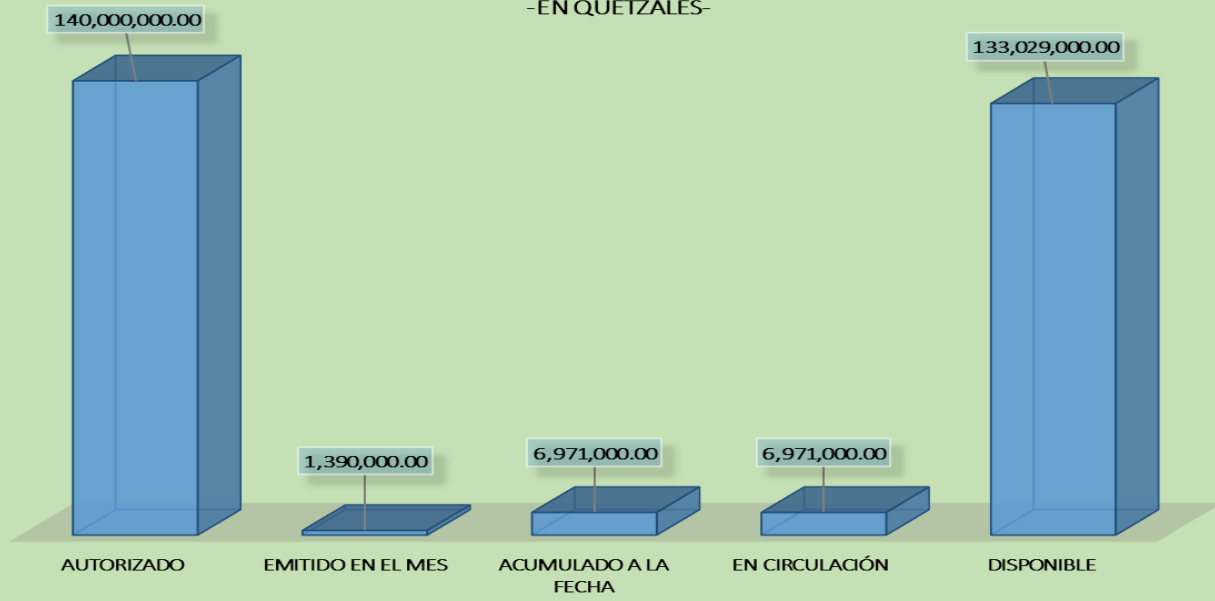 -EN QUETZALES-
140,000,000.00
1,390,000.00
6,971,000.00
6,971,000.00
133,029,000.00
AUTORIZADO
EMITIDO EN EL MES
ACUMULADO A LA
FECHA
EN CIRCULACIÓN
DISPONIBLE